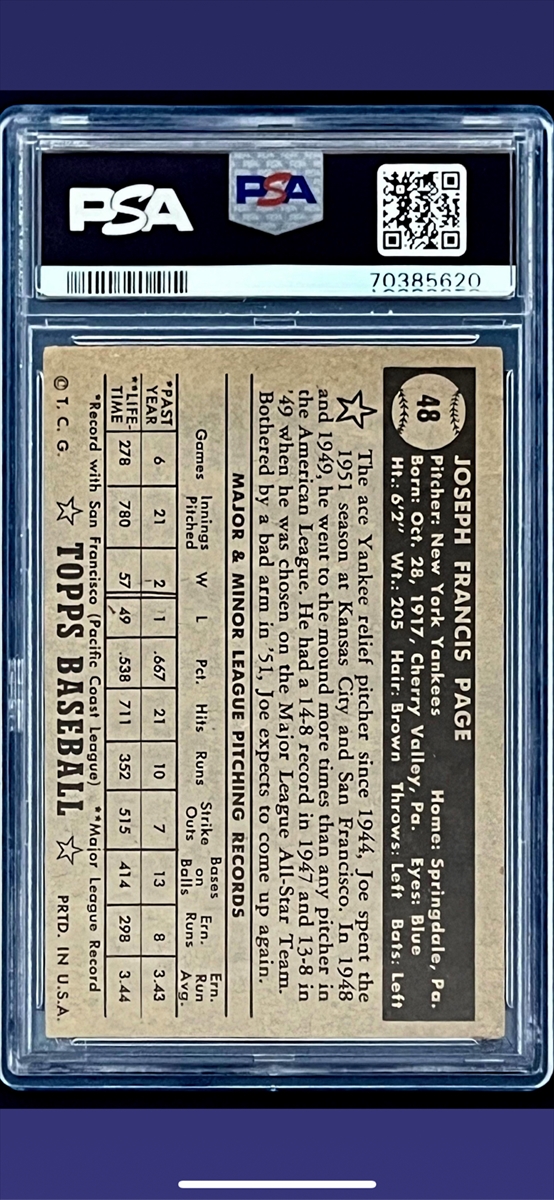 PSA
PSA
70385620
48
JOSEPH FRANCIS PAGE
Pitcher: New York Yankees Home: Springdale, Pa.
Born: Oct. 28, 1917, Cherry Valley, Pa. Eyes: Blue
Ht.: 6'2" Wt.: 205 Hair: Brown Throws: Left Bats: Left
The ace Yankee relief pitcher since 1944, Joe spent the
1951 season at Kansas City and San Francisco. In 1948
and 1949, he went to the mound more times than any pitcher in
the American League. He had a 14-8 record in 1947 and 13-8 in
'49 when he was chosen on the Major League All-Star Team.
Bothered by a bad arm in '51, Joe expects to come up again.
MAJOR & MINOR LEAGUE PITCHING RECORDS
Games Innings Pitched W L Pct. Hits Runs Strike Outs Bases on Balls Ern. Runs Ern. Run Avg.
*PAST YEAR 6 21 2 1 .667 21 10 7 13 8 3.43
**LIFE-TIME 278 780 57 49 .538 711 352 515 414 298 3.44
*Record with San Francisco (Pacific Coast League) **Major League Record
© T. C. G. TOPPS BASEBALL PRTD. IN U.S.A.